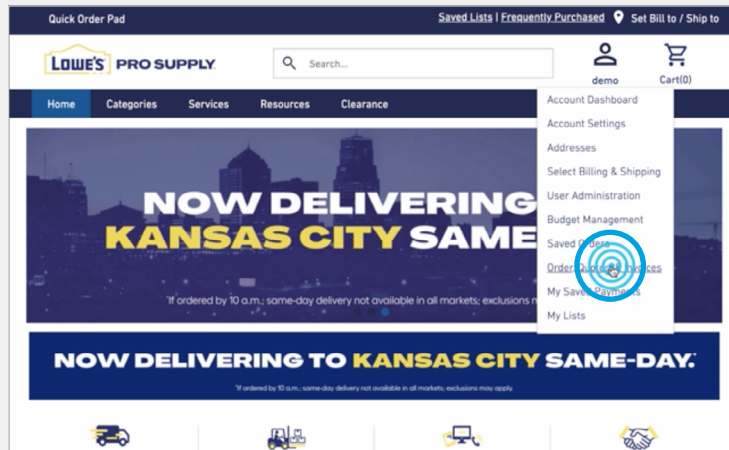 Quick Order Pad
Saved Lists | Frequently Purchased Set Bill to / Ship to
LOWE'S PRO SUPPLY
Search...
demo
Cart(0)
Home Categories Services Resources Clearance
Account Dashboard
Account Settings
Addresses
Select Billing & Shipping
User Administration
Budget Management
Saved Orders
Order, Invoices
My Saved Payments
My Lists
NOW DELIVERING
KANSAS CITY SAME
*If ordered by 10 a.m.; same-day delivery not available in all markets; exclusions m
NOW DELIVERING TO KANSAS CITY SAME-DAY.*
*If ordered by 10 a.m.; same-day delivery not available in all markets; exclusions may apply.